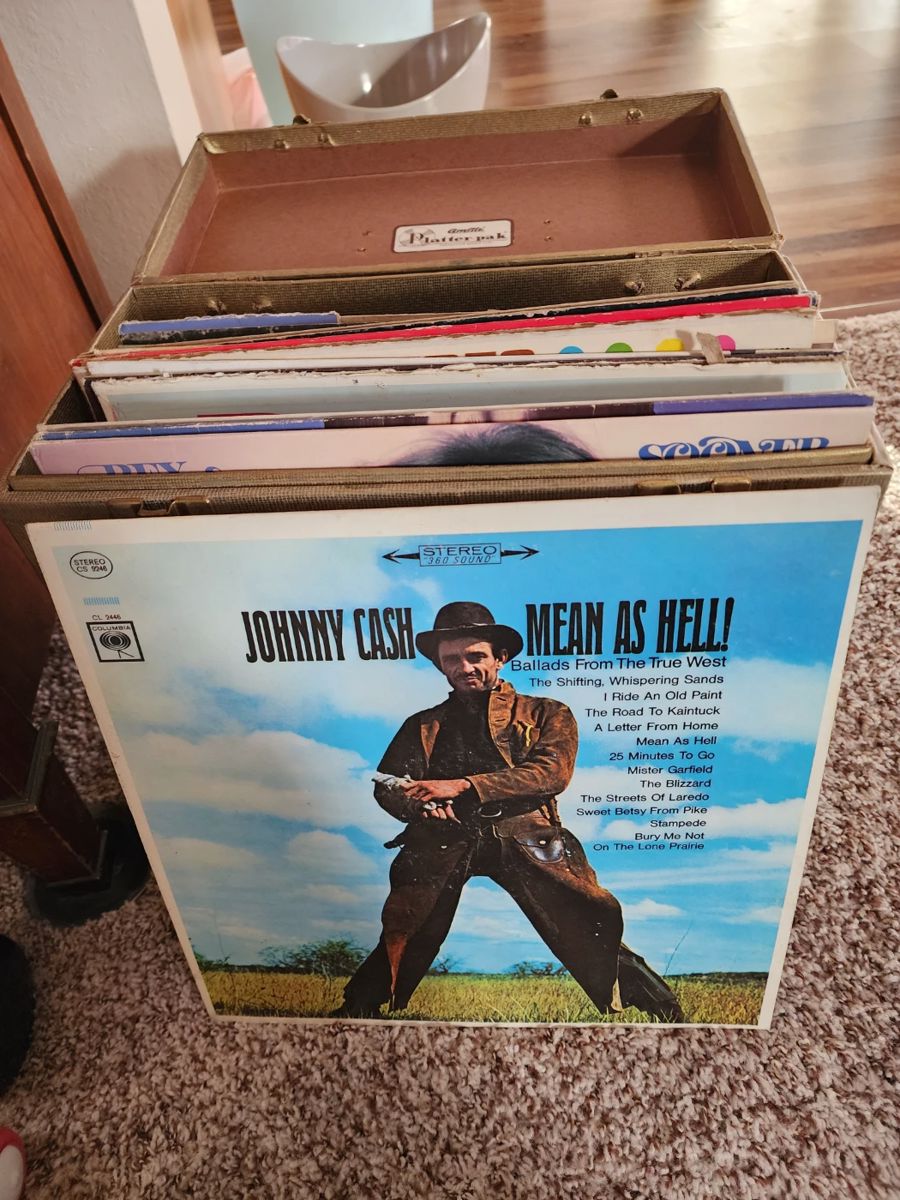 Amfile
Platter-pak
REX
SOONER
STEREO
"360 SOUND"
STEREO
CS 9246
CL 2446
COLUMBIA
JOHNNY CASH MEAN AS HELL!
Ballads From The True West
The Shifting, Whispering Sands
I Ride An Old Paint
The Road To Kaintuck
A Letter From Home
Mean As Hell
25 Minutes To Go
Mister Garfield
The Blizzard
The Streets Of Laredo
Sweet Betsy From Pike
Stampede
Bury Me Not
On The Lone Prairie